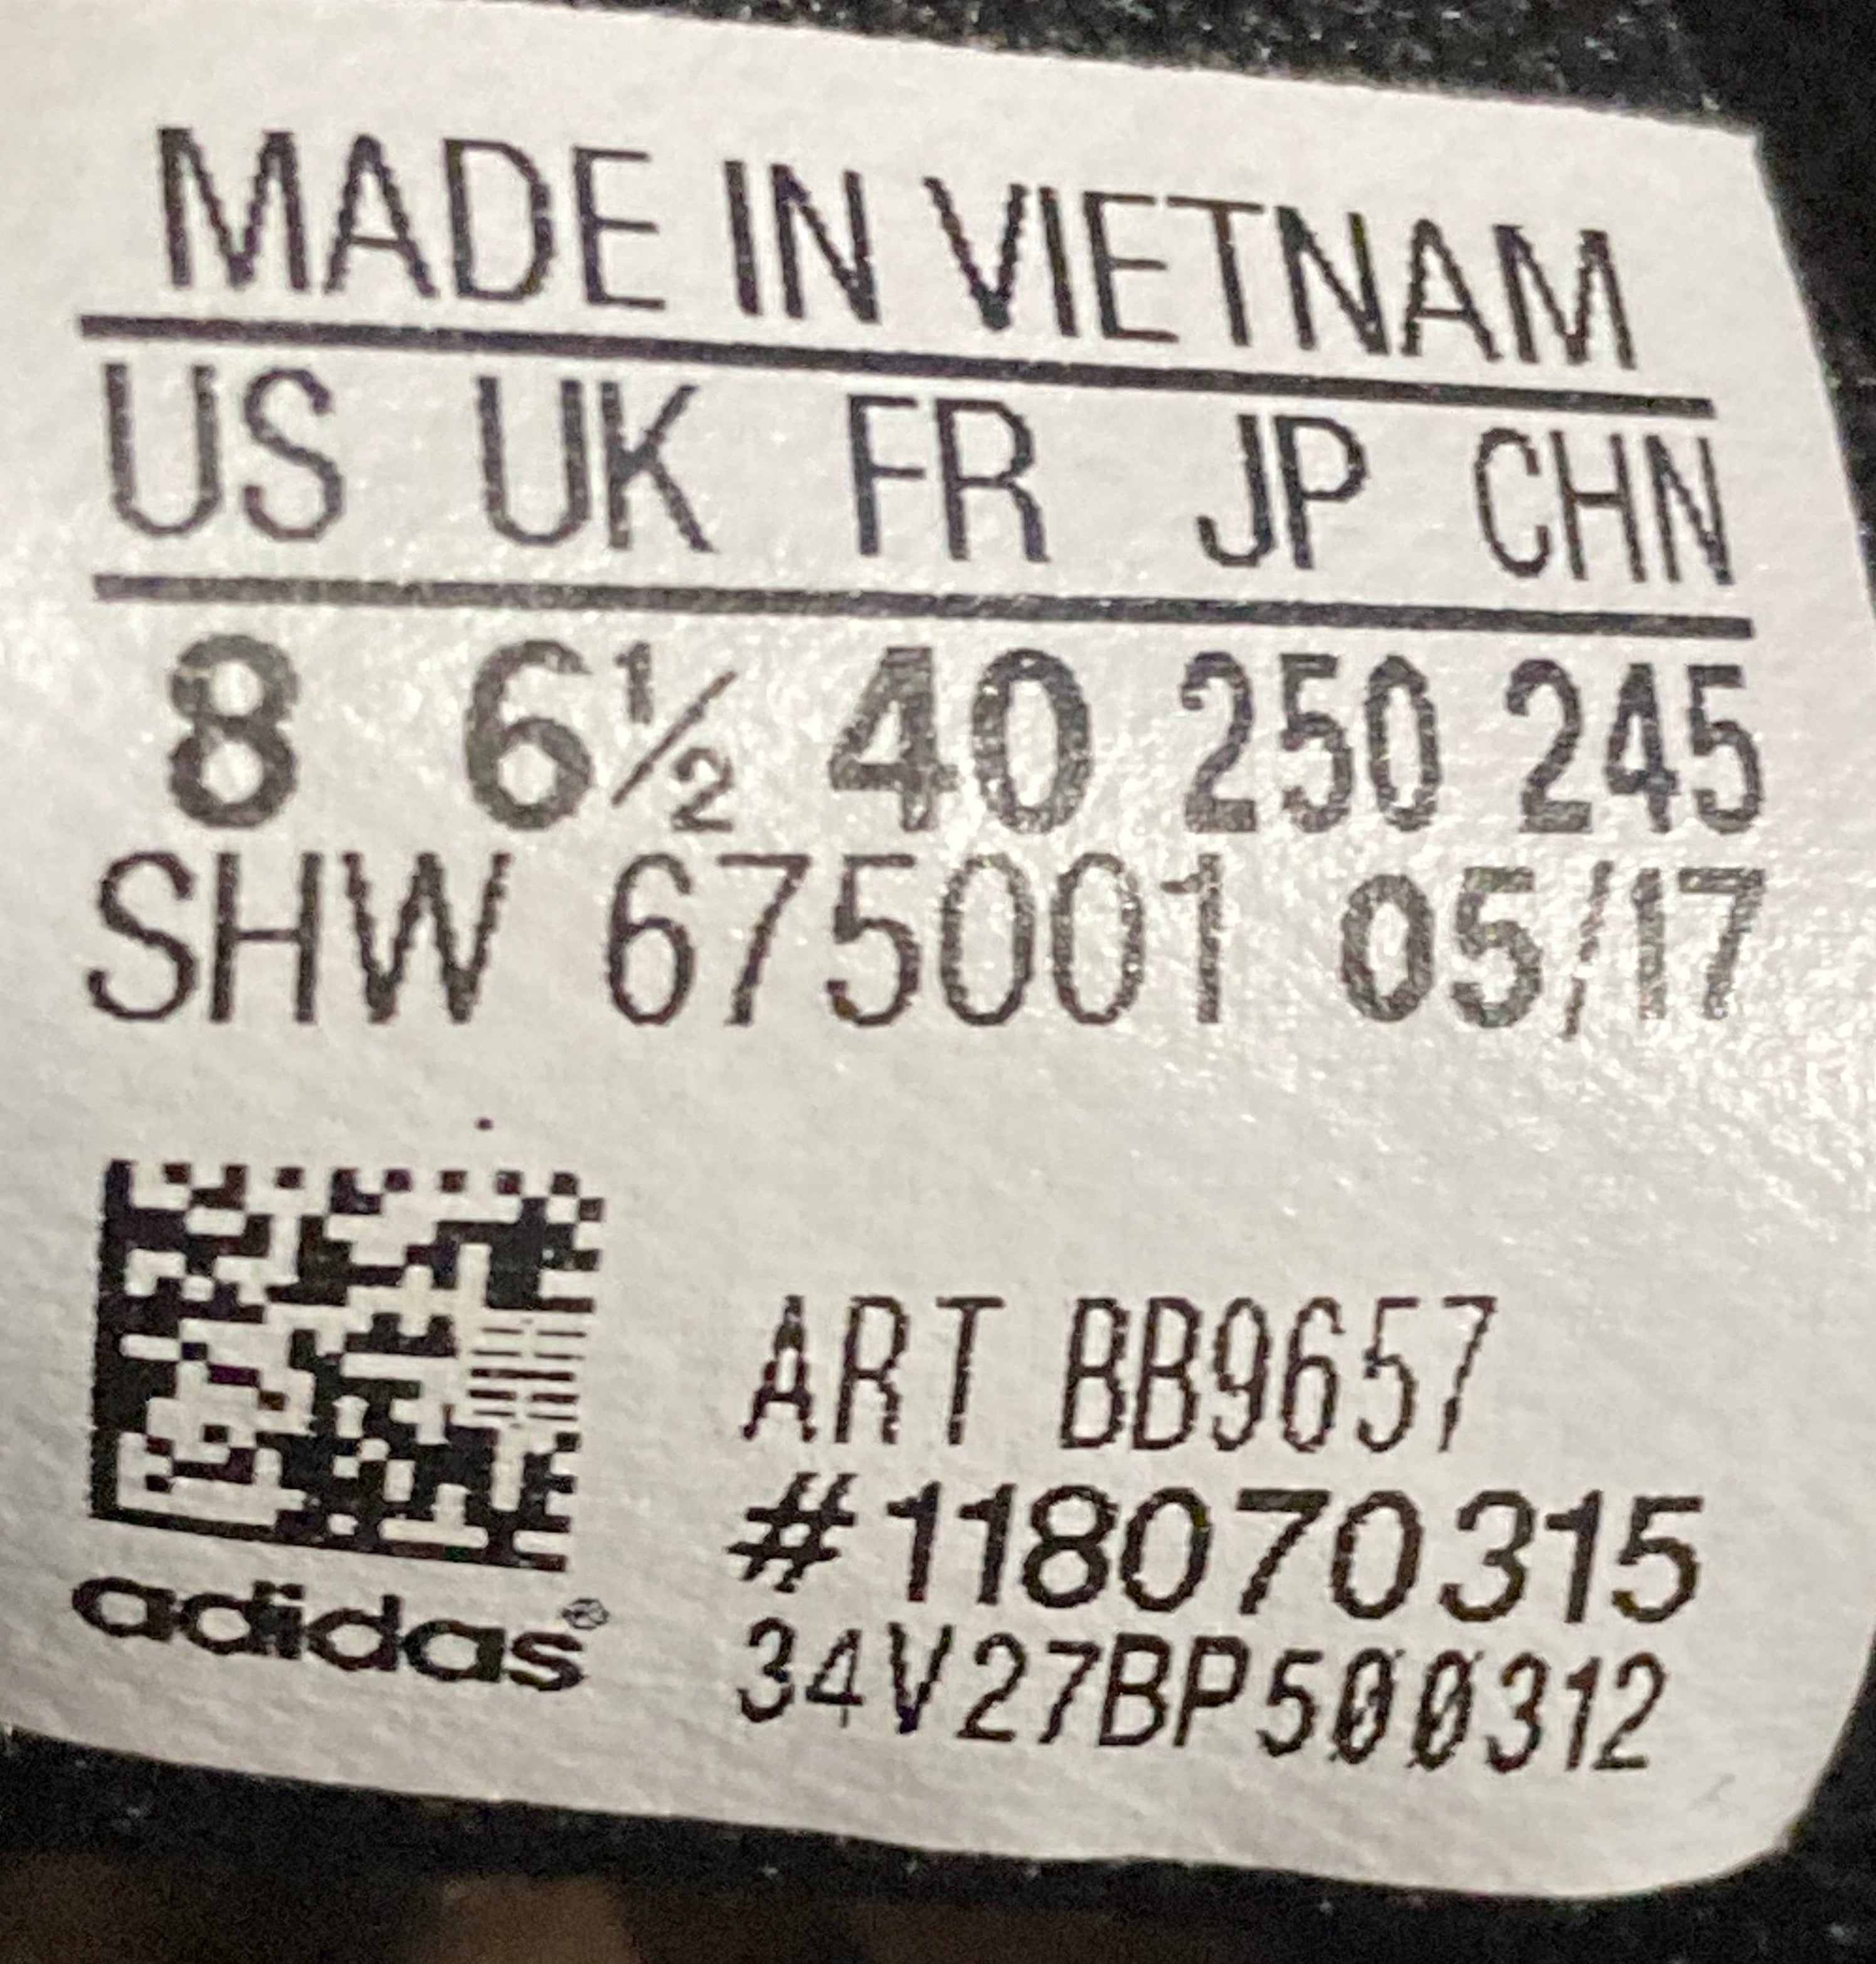 MADE IN VIETNAM
US UK FR JP CHN
8 6½ 40 250 245
SHW 675001 05/17
ART BB9657
#118070315
adidas®
34V27BP500312